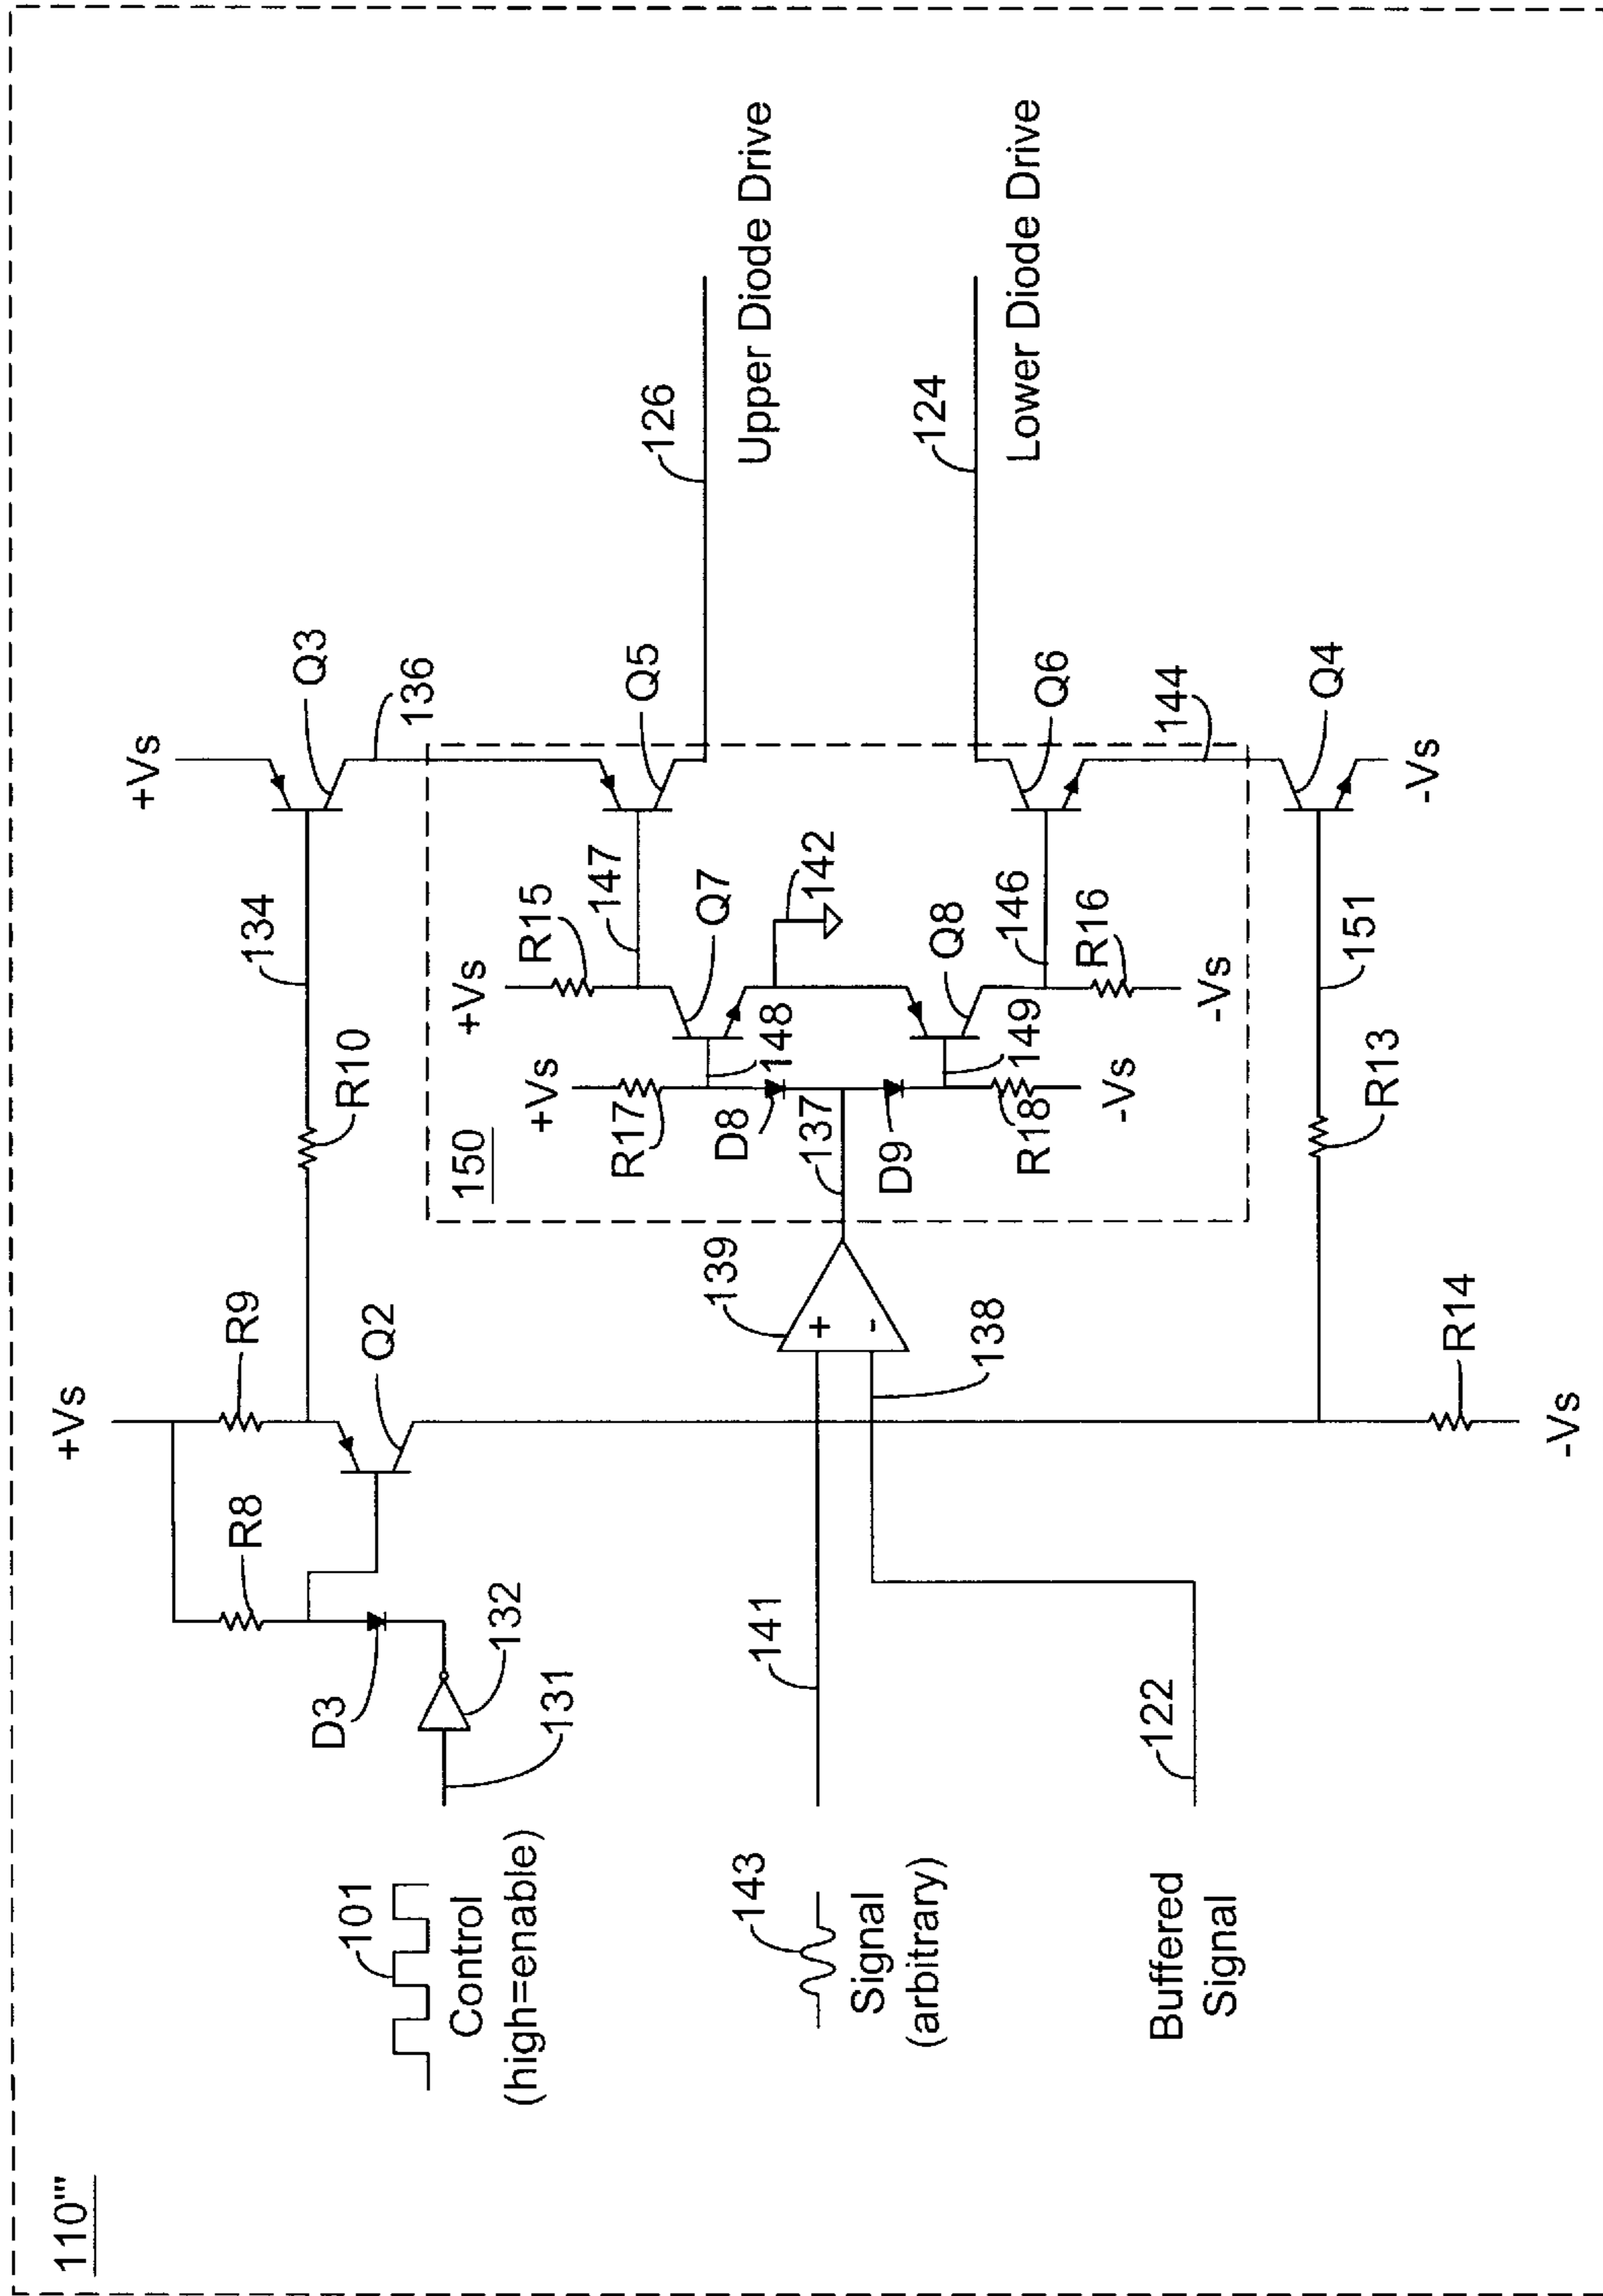 110'''
+Vs
R8
R9
D3
Q2
132
131
101
Control
(high=enable)
R10
134
+Vs
Q3
136
150
+Vs
R15
147
Q5
126
Upper Diode Drive
+Vs
R17
148
Q7
142
D8
137
D9
149
Q8
R18
-Vs
146
R16
-Vs
Q6
124
Lower Diode Drive
143
Signal
(arbitrary)
141
139
+
-
138
Buffered
Signal
122
144
Q4
-Vs
151
R13
R14
-Vs